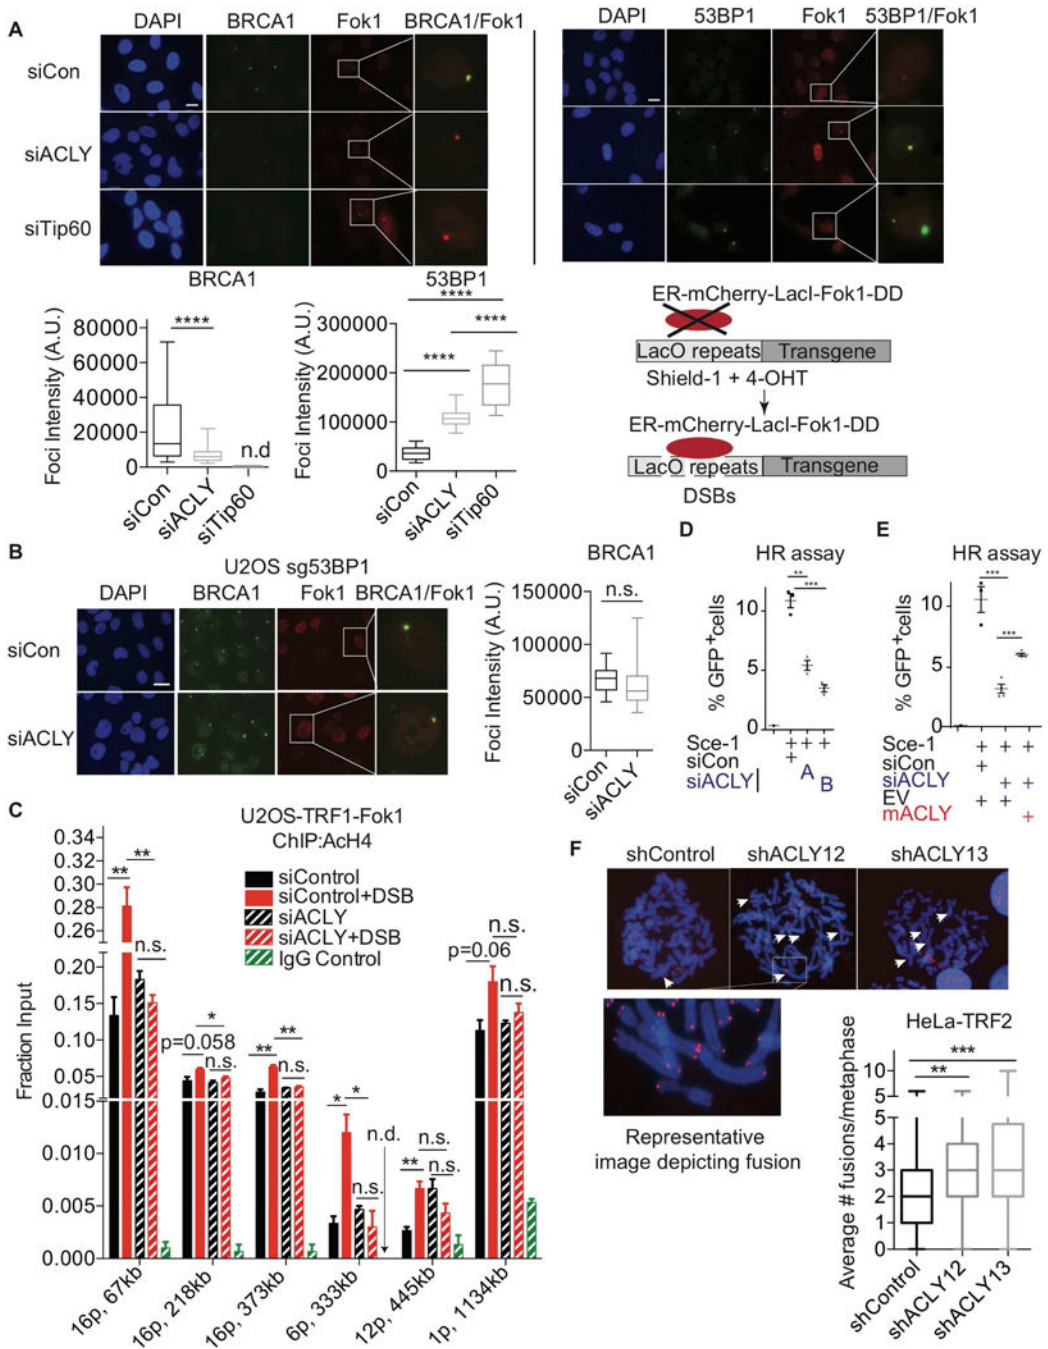 A
DAPI BRCA1 Fok1 BRCA1/Fok1
DAPI 53BP1 Fok1 53BP1/Fok1
siCon
siACLY
siTip60
BRCA1
Foci Intensity (A.U.)
80000
60000
40000
20000
0
****
n.d
siCon
siACLY
siTip60
53BP1
Foci Intensity (A.U.)
300000
200000
100000
0
****
****
****
siCon
siACLY
siTip60
ER-mCherry-LacI-Fok1-DD
LacO repeats Transgene
Shield-1 + 4-OHT
ER-mCherry-LacI-Fok1-DD
LacO repeats Transgene
DSBs
B
U2OS sg53BP1
DAPI BRCA1 Fok1 BRCA1/Fok1
siCon
siACLY
BRCA1
Foci Intensity (A.U.)
150000
100000
50000
0
n.s.
siCon
siACLY
D
HR assay
% GFP+cells
10
5
0
**
***
Sce-1 + + +
siCon +
siACLY A
B
E
HR assay
% GFP+cells
10
5
0
***
***
Sce-1 + + +
siCon +
siACLY + +
EV + +
mACLY +
C
U2OS-TRF1-Fok1
ChIP:AcH4
siControl
siControl+DSB
siACLY
siACLY+DSB
IgG Control
Fraction Input
0.34
0.32
0.30
0.28
0.26
0.24
0.20
0.15
0.10
0.05
0.015
0.010
0.005
0.000
** **
n.s.
p=0.058 *
n.s.
** **
n.s.
* *
n.s.
n.d.
** n.s.
n.s.
p=0.06 n.s.
n.s.
16p, 67kb
16p, 218kb
16p, 373kb
6p, 333kb
12p, 445kb
1p, 1134kb
F
shControl shACLY12 shACLY13
Representative
image depicting fusion
HeLa-TRF2
Average # fusions/metaphase
10
5
5
4
3
2
1
0
***
**
shControl
shACLY12
shACLY13